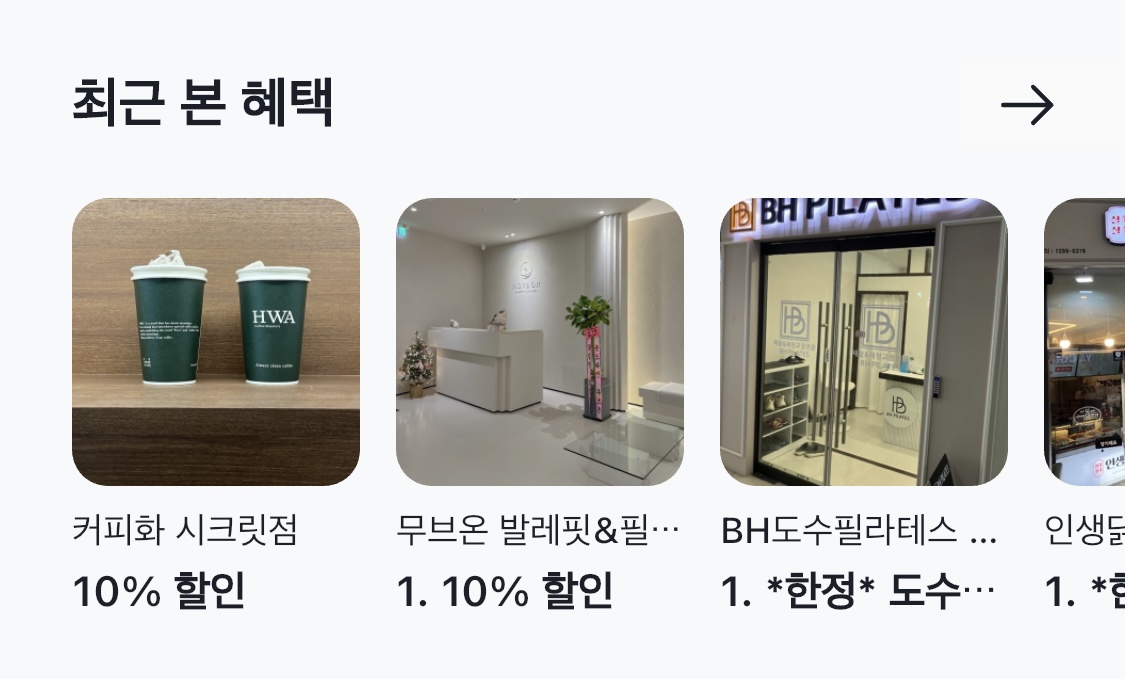 최근 본 혜택
HWA
BH PILATES
커피화 시크릿점
10% 할인
무브온 발레핏&필…
1. 10% 할인
BH도수필라테스 ...
1. *한정* 도수…
인생닭
1. *한